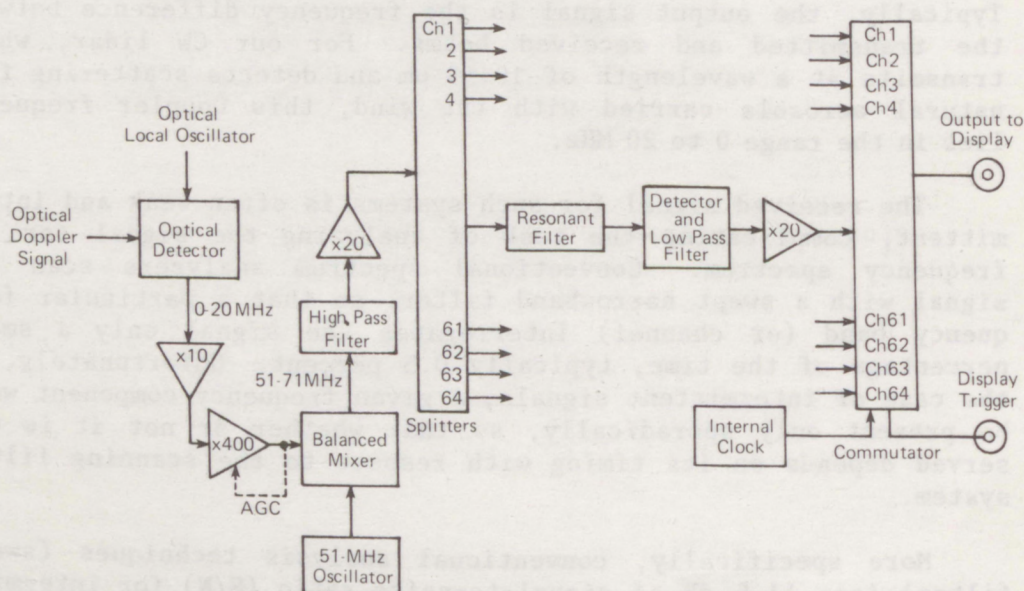 Optical
Local Oscillator
Optical
Doppler
Signal
Optical
Detector
0-20 MHz
x10
x400
AGC
x20
High Pass
Filter
51-71MHz
Balanced
Mixer
51-MHz
Oscillator
Ch1
2
3
4
61
62
63
64
Splitters
Resonant
Filter
Detector
and
Low Pass
Filter
x20
Ch1
Ch2
Ch3
Ch4
Ch61
Ch62
Ch63
Ch64
Commutator
Internal
Clock
Output to
Display
Display
Trigger